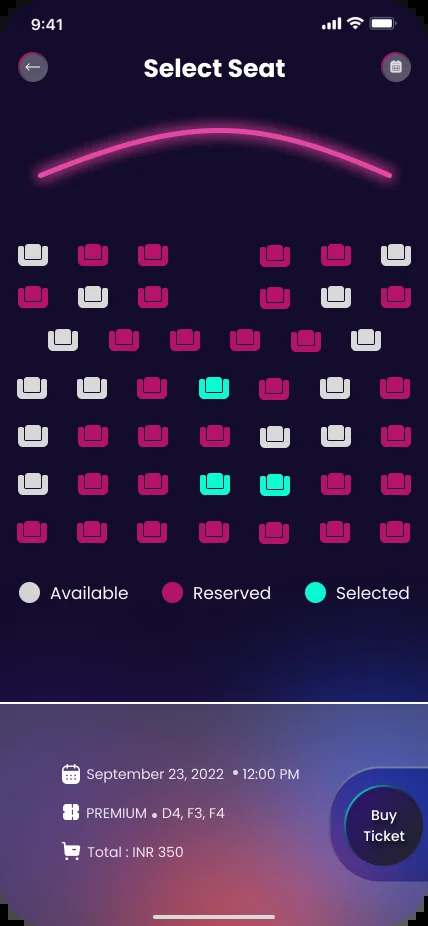 9:41
Select Seat
Available Reserved Selected
September 23, 2022 • 12:00 PM
PREMIUM • D4, F3, F4
Total : INR 350
Buy
Ticket